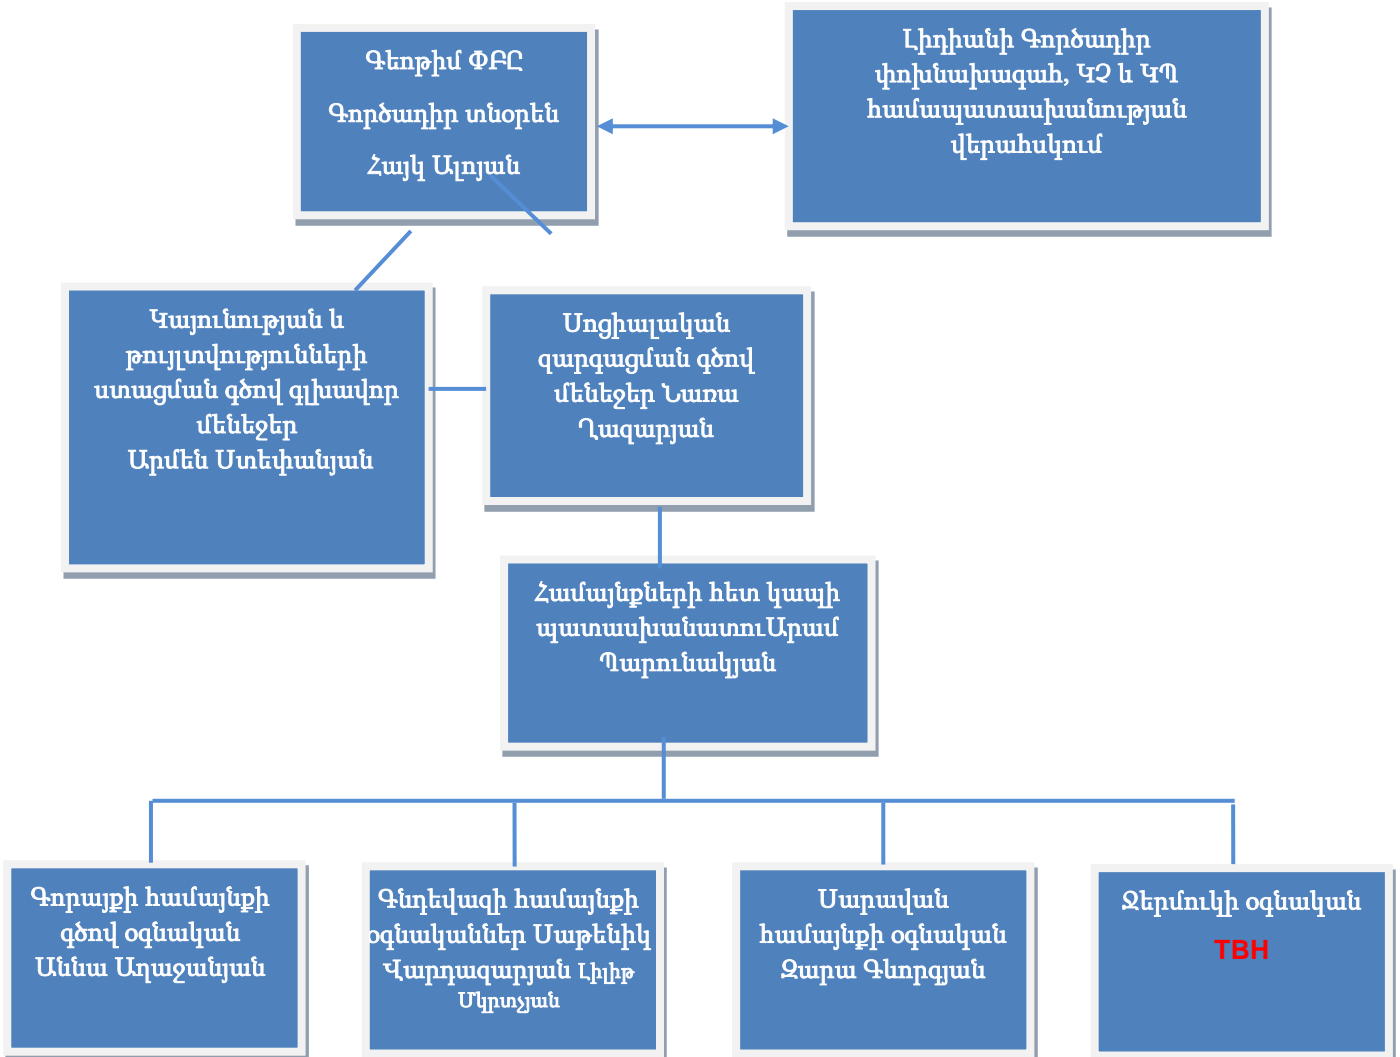 Գեոթիմ ՓԲԸ
Գործադիր տնօրեն
Հայկ Ալոյան
Լիդիանի Գործադիր
փոխնախագահ, ԿՉ և ԿՊ
համապատասխանության
վերահսկում
Կայունության և
թույլտվությունների
ստացման գծով գլխավոր
մենեջեր
Արմեն Ստեփանյան
Սոցիալական
զարգացման գծով
մենեջեր Նառա
Ղազարյան
Համայնքների հետ կապի
պատասխանատուԱրամ
Պարունակյան
Գորայքի համայնքի
գծով օգնական
Աննա Աղաջանյան
Գնդեվազի համայնքի
օգնականներ Սաթենիկ
Վարդազարյան Լիլիթ
Մկրտչյան
Սարավան
համայնքի օգնական
Զարա Գևորգյան
Ջերմուկի օգնական
TBH